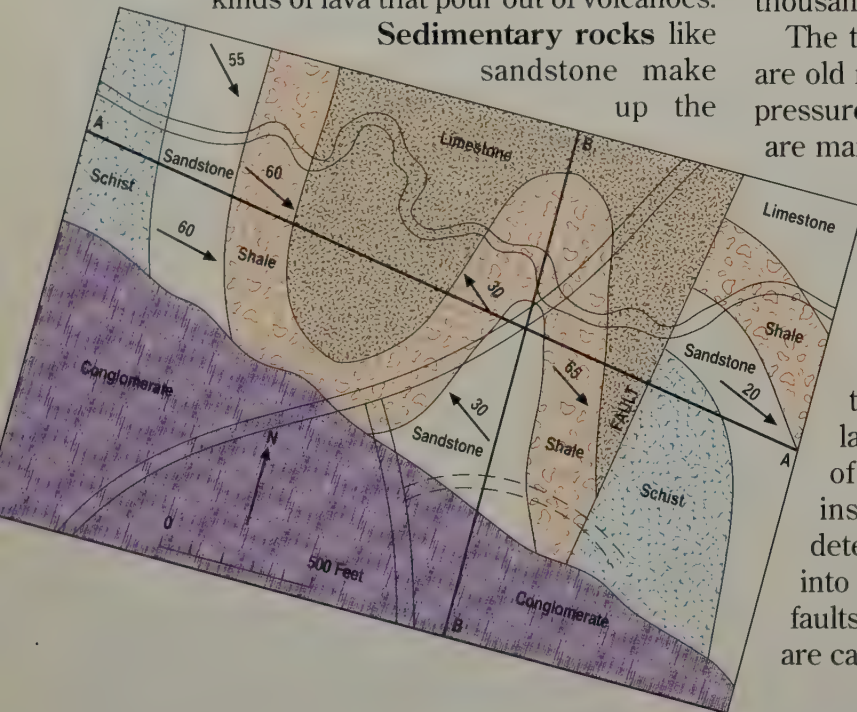 kinds of lava that pour out of volcanoes.
Sedimentary rocks like
sandstone make
up the
The
are old
pressure
are ma
55
A
Schist
Sandstone
60
60
Shale
Limestone
B
Limestone
30
Shale
Sandstone
20
A
65
FAULT
30
Sandstone
Shale
Schist
Conglomerate
N
0
500 Feet
Conglomerate
B
la
of
ins
dete
into
faults
are ca